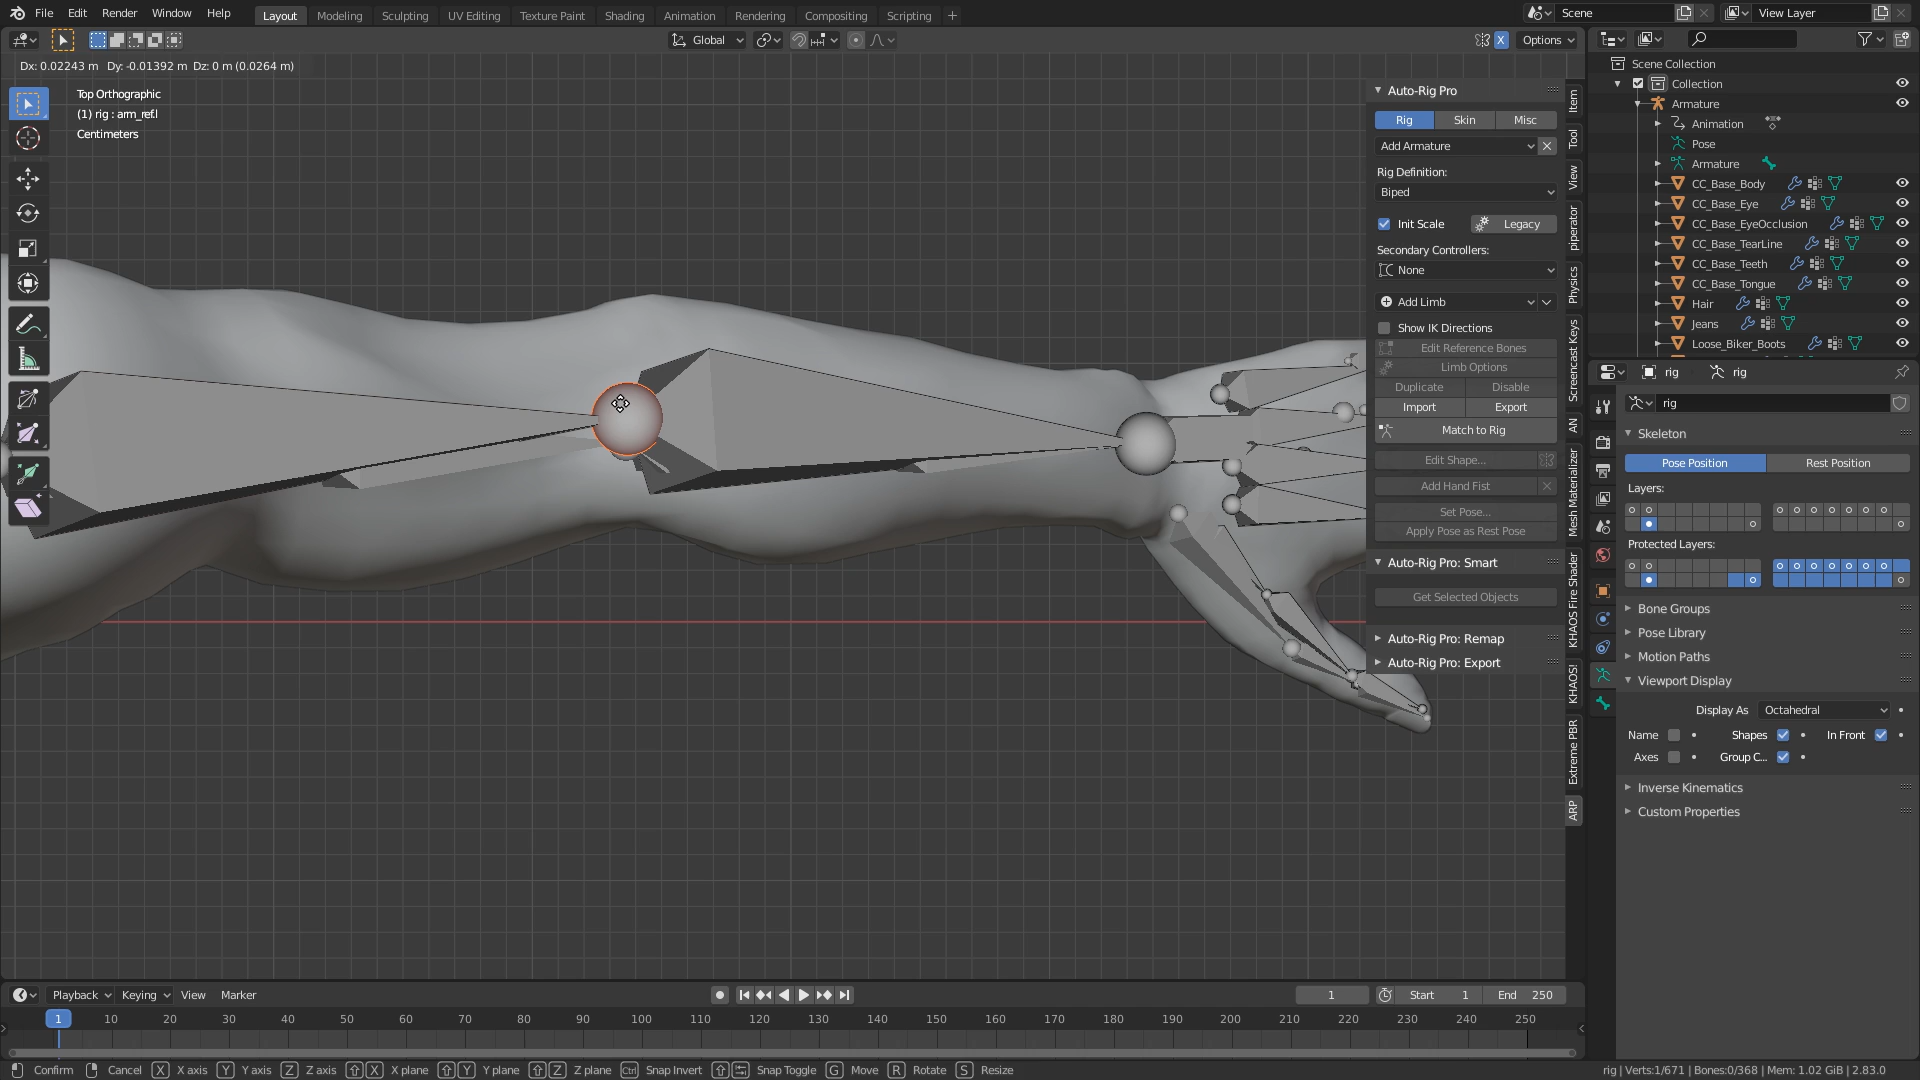 File Edit Render Window Help Layout Modeling Sculpting UV Editing Texture Paint Shading Animation Rendering Compositing Scripting + Scene View Layer
Global X Options
Dx: 0.02243 m   Dy: -0.01392 m   Dz: 0 m (0.0264 m)
Top Orthographic
(1) rig : arm_ref.l
Centimeters
Auto-Rig Pro
Rig Skin Misc
Add Armature
Rig Definition:
Biped
Init Scale Legacy
Secondary Controllers:
None
Add Limb
Show IK Directions
Edit Reference Bones
Limb Options
Duplicate Disable
Import Export
Match to Rig
Edit Shape...
Add Hand Fist
Set Pose...
Apply Pose as Rest Pose
Auto-Rig Pro: Smart
Get Selected Objects
Auto-Rig Pro: Remap
Auto-Rig Pro: Export
Item
Tool
View
piperator
Physics
Screencast Keys
AN
Mesh Materializer
KHAOS Fire Shader
KHAOS!
Extreme PBR
ARP
Scene Collection
Collection
Armature
Animation
Pose
Armature
CC_Base_Body
CC_Base_Eye
CC_Base_EyeOcclusion
CC_Base_TearLine
CC_Base_Teeth
CC_Base_Tongue
Hair
Jeans
Loose_Biker_Boots
rig rig
rig
Skeleton
Pose Position Rest Position
Layers:
Protected Layers:
Bone Groups
Pose Library
Motion Paths
Viewport Display
Display As Octahedral
Name Shapes In Front
Axes Group C...
Inverse Kinematics
Custom Properties
Playback Keying View Marker 1 Start 1 End 250
1 10 20 30 40 50 60 70 80 90 100 110 120 130 140 150 160 170 180 190 200 210 220 230 240 250
Confirm Cancel X X axis Y Y axis Z Z axis X X plane Y Y plane Z Z plane Ctrl Snap Invert Snap Toggle G Move R Rotate S Resize rig | Verts:1/671 | Bones:0/368 | Mem: 1.02 GiB | 2.83.0